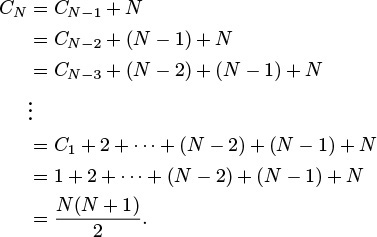 C_N = C_{N−1} + N
= C_{N−2} + (N − 1) + N
= C_{N−3} + (N − 2) + (N − 1) + N
⋮
= C_1 + 2 + ⋯ + (N − 2) + (N − 1) + N
= 1 + 2 + ⋯ + (N − 2) + (N − 1) + N
= \frac{N(N + 1)}{2}.